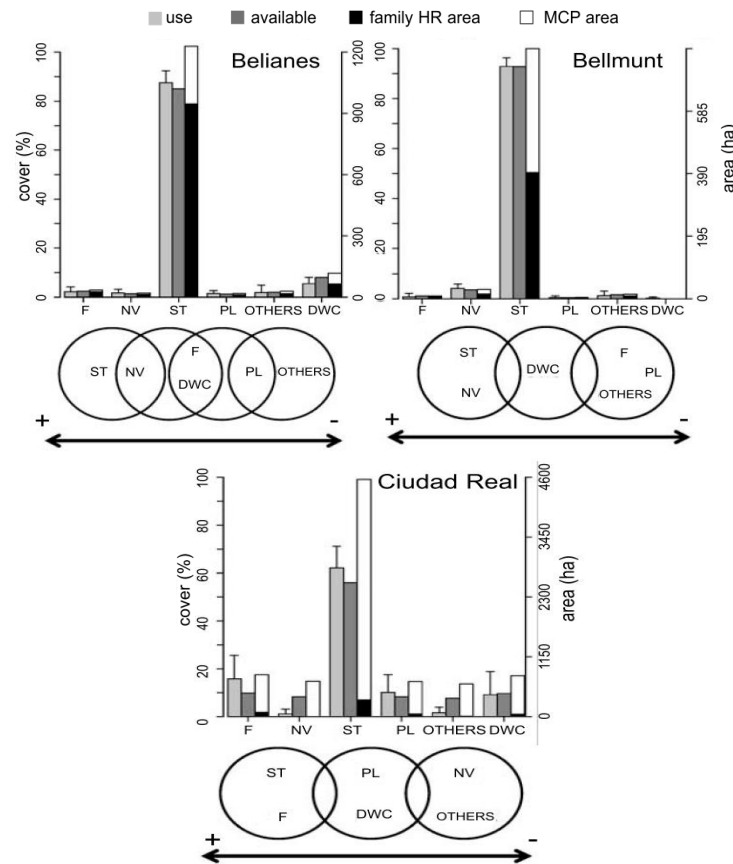 use available family HR area MCP area
Belianes
cover (%)
0 20 40 60 80 100
0 300 600 900 1200
F NV ST PL OTHERS DWC
ST NV F DWC PL OTHERS
+ -
Bellmunt
0 20 40 60 80 100
0 195 390 585
area (ha)
F NV ST PL OTHERS DWC
ST NV DWC F PL OTHERS
+ -
Ciudad Real
cover (%)
0 20 40 60 80 100
0 1150 2300 3450 4600
area (ha)
F NV ST PL OTHERS DWC
ST PL NV
F DWC OTHERS
+ -